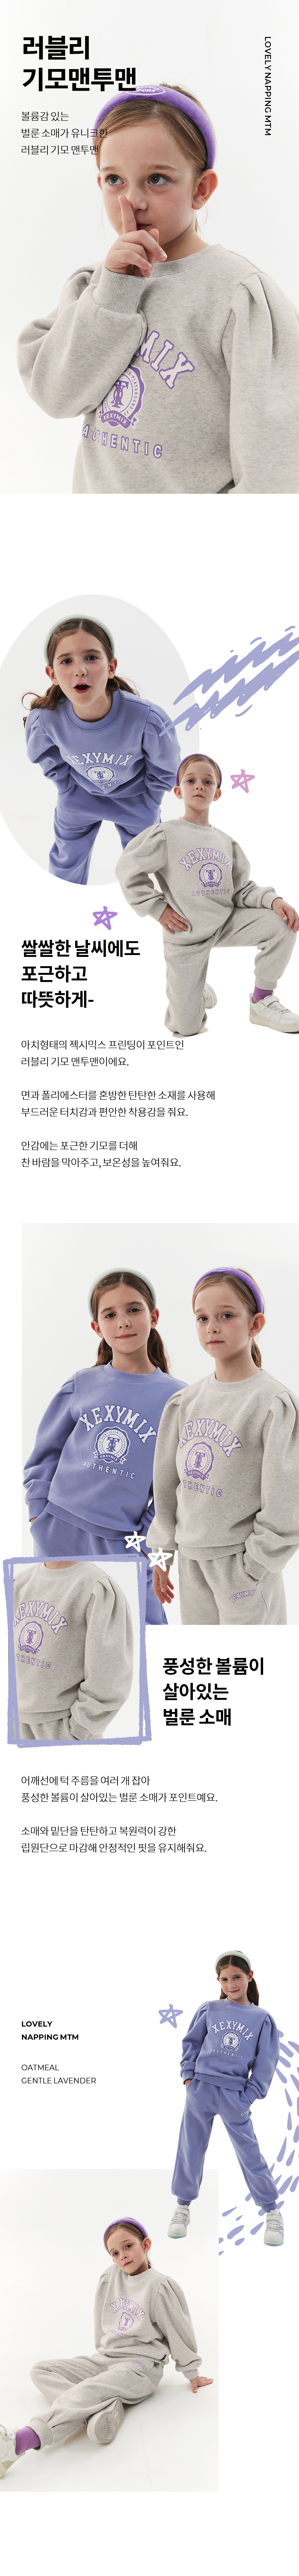 러블리
기모맨투맨
LOVELY NAPPING MTM
볼륨감 있는
벌룬 소매가 유니크한
러블리 기모 맨투맨
MIX
AUTHENTIC
XEXYMIX
XEXYMIX
AUTHENTIC
쌀쌀한 날씨에도
포근하고
따뜻하게-
아치형태의 젝시믹스 프린팅이 포인트인
러블리 기모 맨투맨이에요.
면과 폴리에스터를 혼방한 탄탄한 소재를 사용해
부드러운 터치감과 편안한 착용감을 줘요.
안감에는 포근한 기모를 더해
찬 바람을 막아주고, 보온성을 높여줘요.
XEXYMIX
AUTHENTIC
XEXYMIX
THENTIC
XEXYMIX
EXYMIX
THENTIC
풍성한 볼륨이
살아있는
벌룬 소매
어깨선에 턱 주름을 여러 개 잡아
풍성한 볼륨이 살아있는 벌룬 소매가 포인트예요.
소매와 밑단을 탄탄하고 복원력이 강한
립원단으로 마감해 안정적인 핏을 유지해줘요.
LOVELY
NAPPING MTM
OATMEAL
GENTLE LAVENDER
XEXYMIX
AUTHENTIC